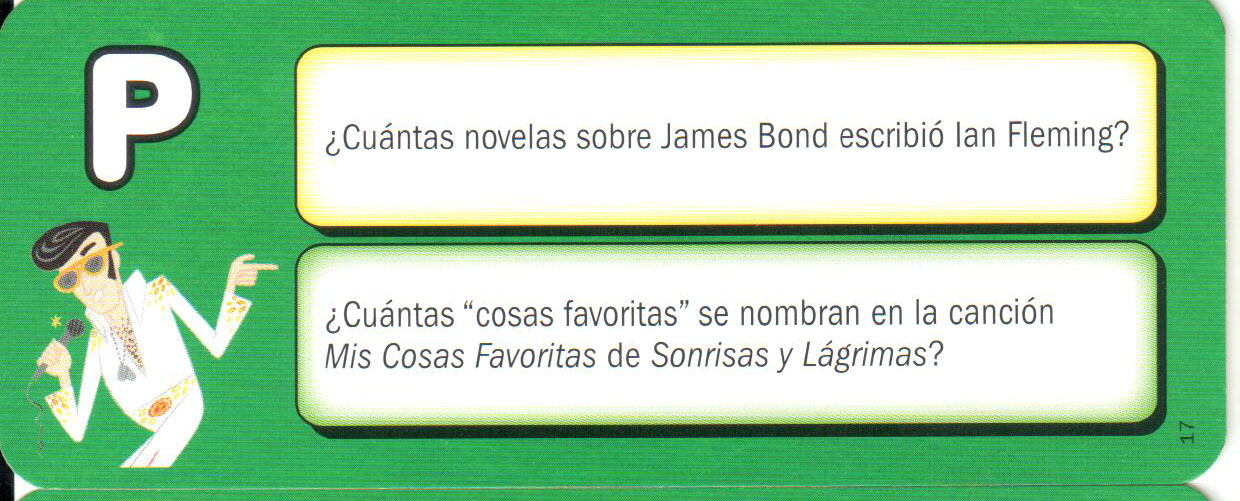 P
¿Cuántas novelas sobre James Bond escribió Ian Fleming?
¿Cuántas “cosas favoritas” se nombran en la canción
Mis Cosas Favoritas de Sonrisas y Lágrimas?
17